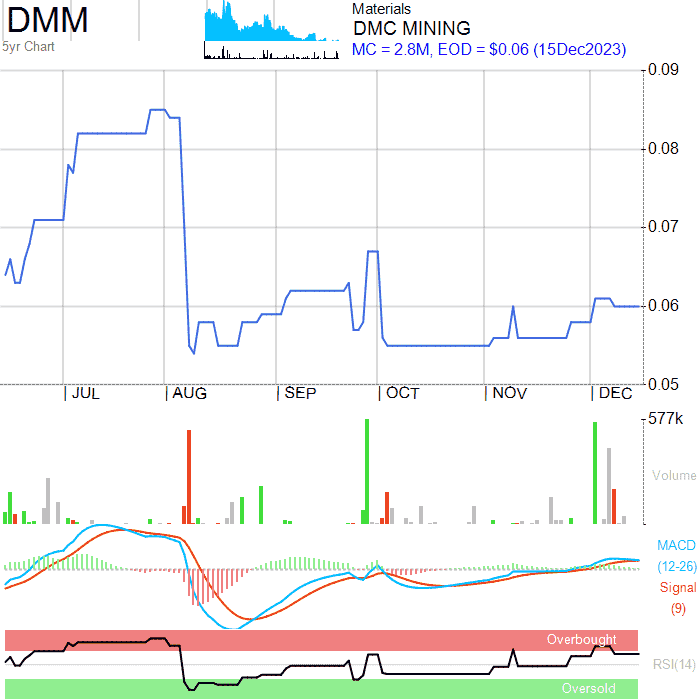 DMM
5yr Chart
Materials
DMC MINING
MC = 2.8M, EOD = $0.06 (15Dec2023)
0.09
0.08
0.07
0.06
0.05
| JUL | AUG | SEP | OCT | NOV | DEC
577k
Volume
MACD
(12-26)
Signal
(9)
Overbought
RSI(14)
Oversold